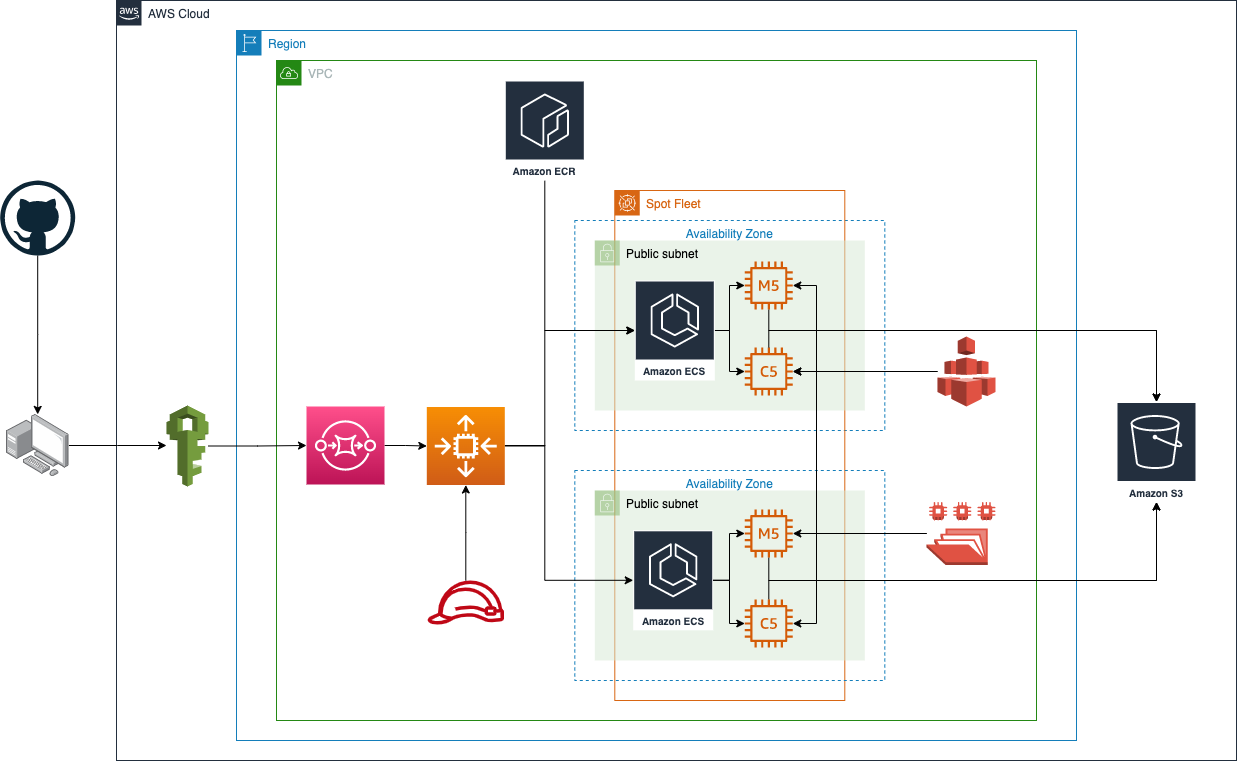 aws
AWS Cloud
Region
VPC
Amazon ECR
Spot Fleet
Availability Zone
Public subnet
M5
Amazon ECS
C5
Amazon S3
Availability Zone
Public subnet
M5
Amazon ECS
C5